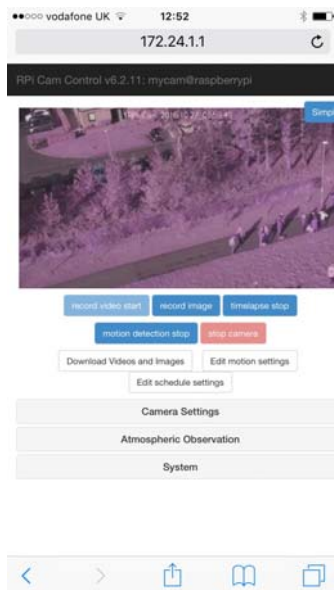 vodafone UK 12:52
172.24.1.1
RPi Cam Control v6.2.11: mycam@raspberrypi
Simpl
record video start record image timelapse stop
motion detection stop stop camera
Download Videos and Images Edit motion settings
Edit schedule settings
Camera Settings
Atmospheric Observation
System